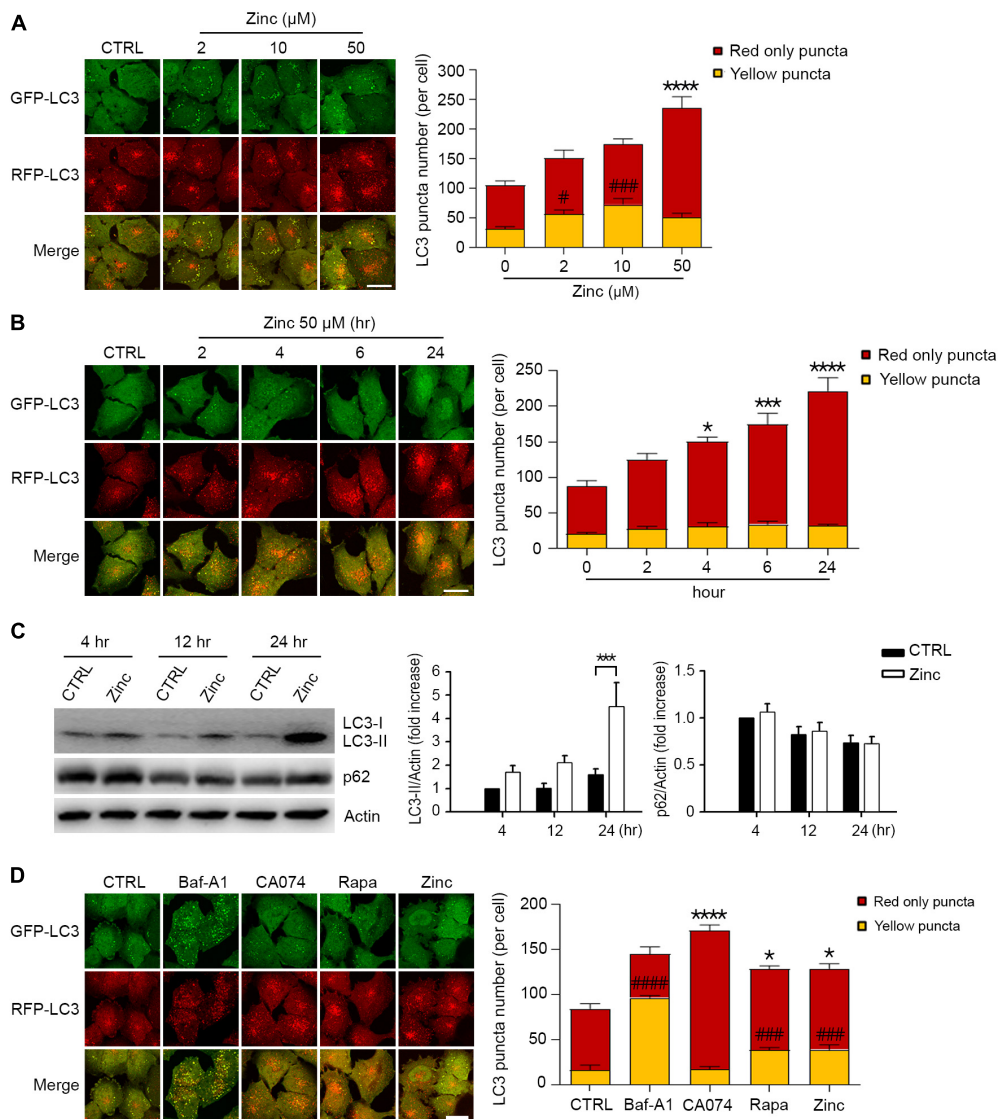 A
Zinc (µM)
CTRL 2 10 50
GFP-LC3
RFP-LC3
Merge
LC3 puncta number (per cell)
300
250
200
150
100
50
0
# ### ****
0 2 10 50
Zinc (µM)
Red only puncta
Yellow puncta
B
Zinc 50 µM (hr)
CTRL 2 4 6 24
GFP-LC3
RFP-LC3
Merge
LC3 puncta number (per cell)
250
200
150
100
50
0
* *** ****
0 2 4 6 24
hour
Red only puncta
Yellow puncta
C
4 hr 12 hr 24 hr
CTRL Zinc CTRL Zinc CTRL Zinc
LC3-I
LC3-II
p62
Actin
LC3-II/Actin (fold increase)
6
5
4
3
2
1
0
***
4 12 24 (hr)
p62/Actin (fold increase)
1.5
1.0
0.5
0
4 12 24 (hr)
CTRL
Zinc
D
CTRL Baf-A1 CA074 Rapa Zinc
GFP-LC3
RFP-LC3
Merge
LC3 puncta number (per cell)
200
150
100
50
0
#### **** * ### * ###
CTRL Baf-A1 CA074 Rapa Zinc
Red only puncta
Yellow puncta